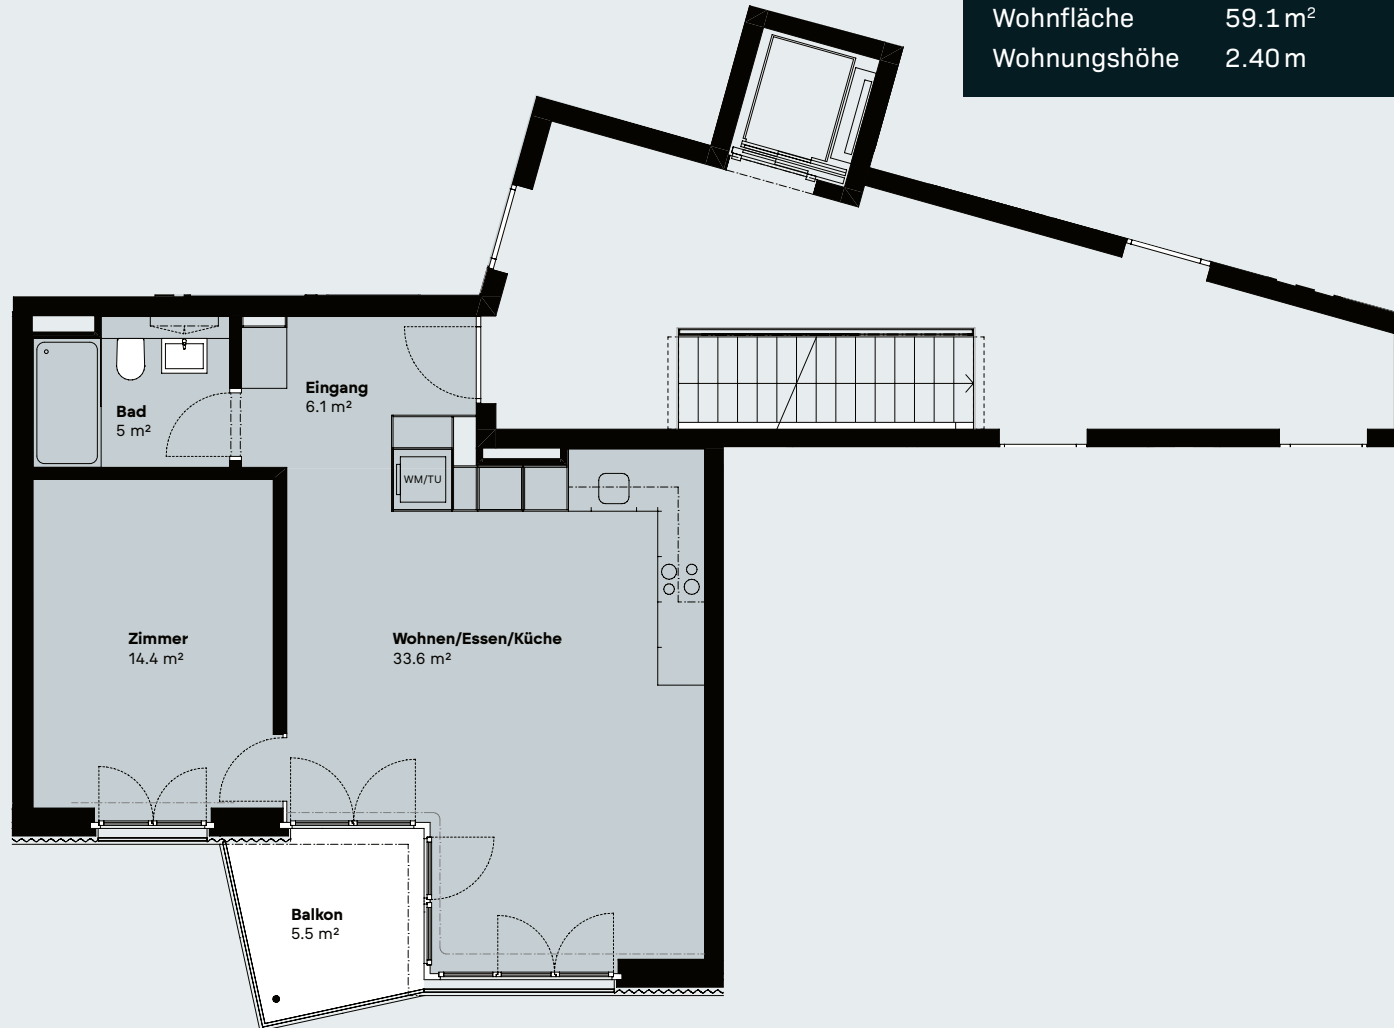 Wohnfläche 59.1 m²
Wohnungshöhe 2.40 m
Eingang
6.1 m²
Bad
5 m²
WM/TU
Zimmer
14.4 m²
Wohnen/Essen/Küche
33.6 m²
Balkon
5.5 m²